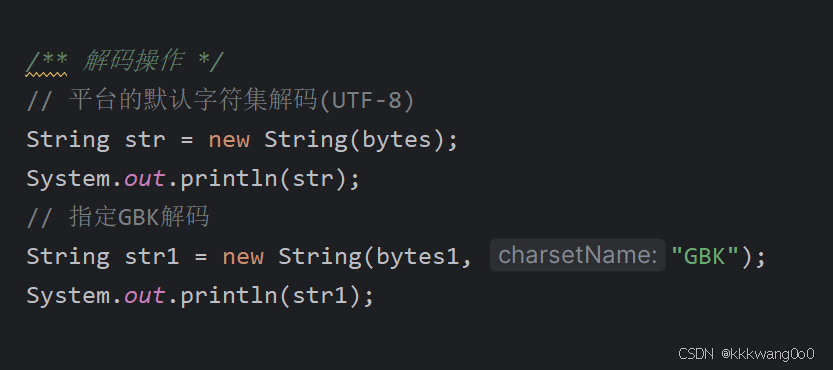 /** 解码操作 */
// 平台的默认字符集解码(UTF-8)
String str = new String(bytes);
System.out.println(str);
// 指定GBK解码
String str1 = new String(bytes1, charsetName: "GBK");
System.out.println(str1);
CSDN @kkkwang0o0